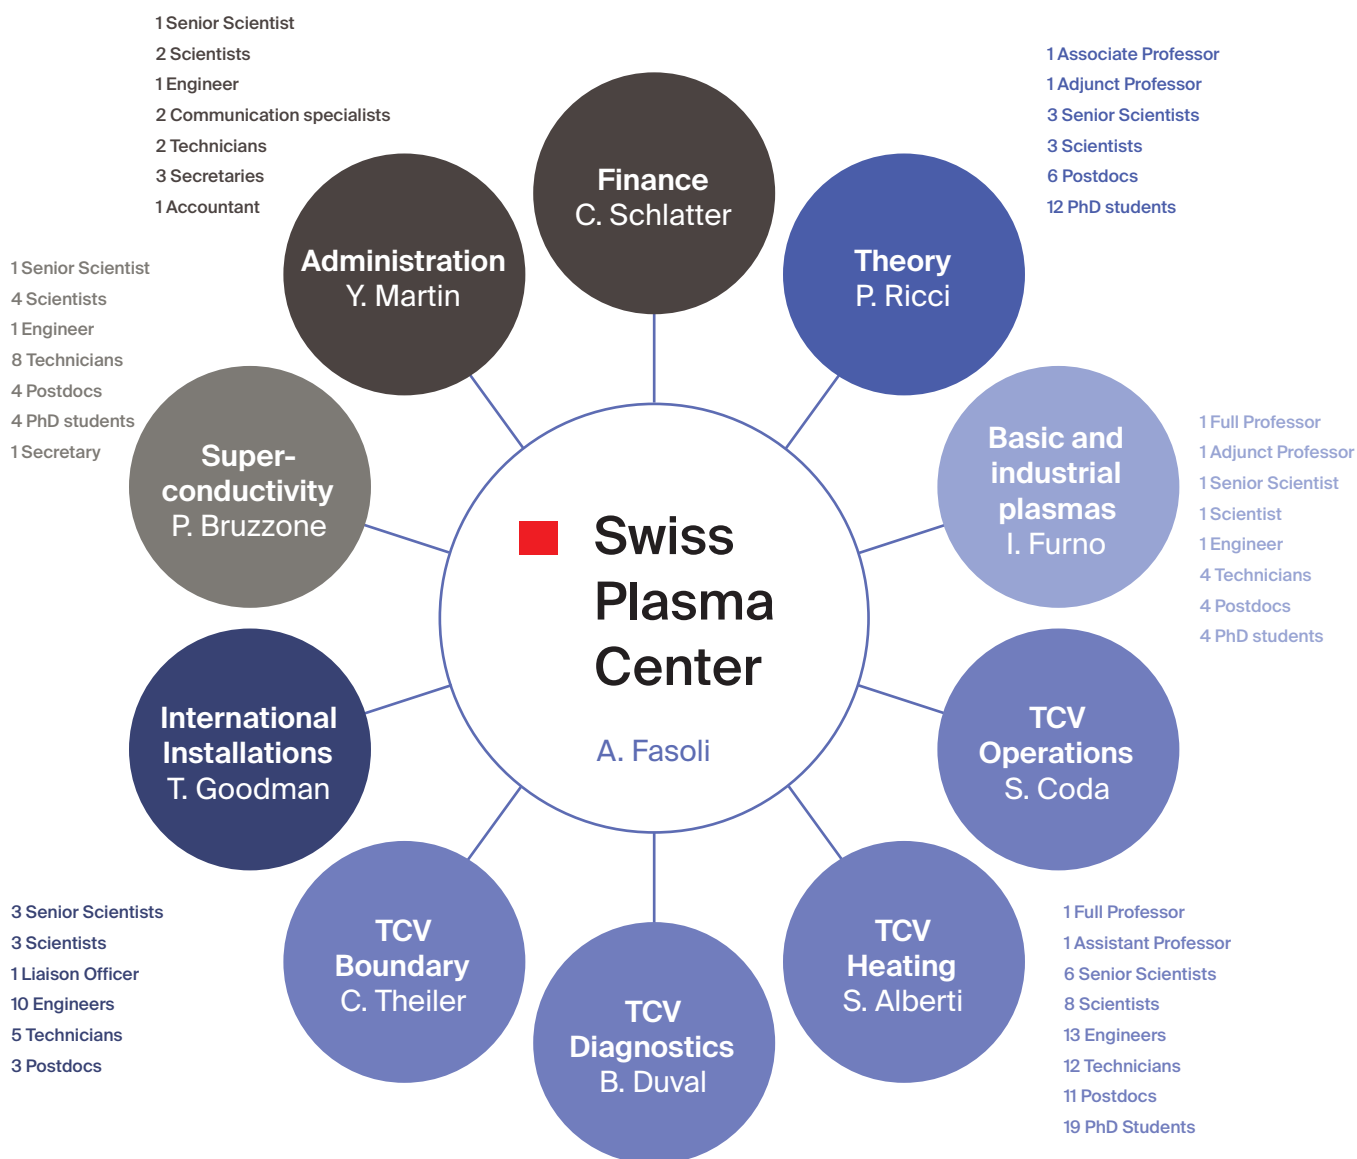 1 Senior Scientist
2 Scientists
1 Engineer
2 Communication specialists
2 Technicians
3 Secretaries
1 Accountant
Finance
C. Schlatter
1 Associate Professor
1 Adjunct Professor
3 Senior Scientists
3 Scientists
6 Postdocs
12 PhD students
Administration
Y. Martin
Theory
P. Ricci
1 Senior Scientist
4 Scientists
1 Engineer
8 Technicians
4 Postdocs
4 PhD students
1 Secretary
Super-
conductivity
P. Bruzzone
Basic and
industrial
plasmas
I. Furno
1 Full Professor
1 Adjunct Professor
1 Senior Scientist
1 Scientist
1 Engineer
4 Technicians
4 Postdocs
4 PhD students
Swiss
Plasma
Center
A. Fasoli
International
Installations
T. Goodman
TCV
Operations
S. Coda
3 Senior Scientists
3 Scientists
1 Liaison Officer
10 Engineers
5 Technicians
3 Postdocs
TCV
Boundary
C. Theiler
TCV
Diagnostics
B. Duval
TCV
Heating
S. Alberti
1 Full Professor
1 Assistant Professor
6 Senior Scientists
8 Scientists
13 Engineers
12 Technicians
11 Postdocs
19 PhD Students